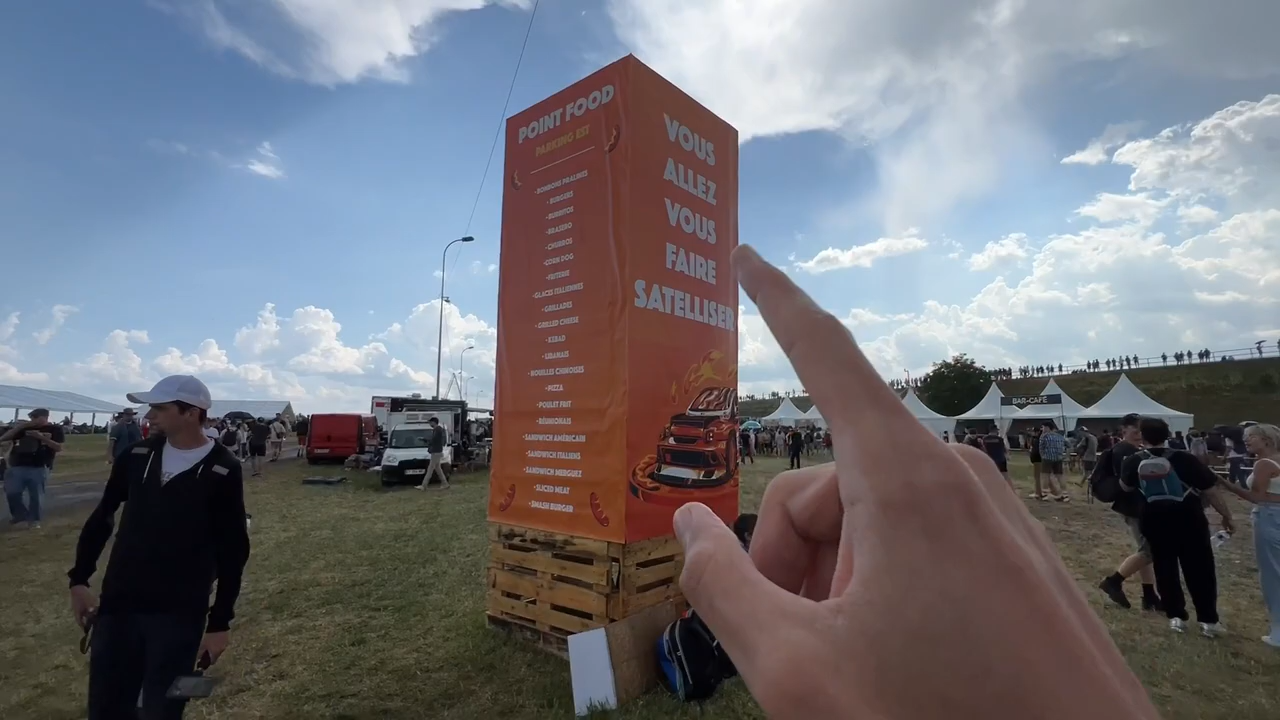 POINT FOOD
PARKING EST
- BONBONS PRALINES
- BURGERS
- BURRITOS
- BRASERO
- CHURROS
- CORN DOG
- FRITERIE
- GLACES ITALIENNES
- GRILLADES
- GRILLED CHEESE
- KEBAB
- LIBANAIS
- NOUILLES CHINOISES
- PIZZA
- POULET FRIT
- RÉUNIONAIS
- SANDWICH AMÉRICAIN
- SANDWICH ITALIENS
- SANDWICH MERGUEZ
- SLICED MEAT
- SMASH BURGER
VOUS
ALLEZ
VOUS
FAIRE
SATELLISER
BAR-CAFÉ